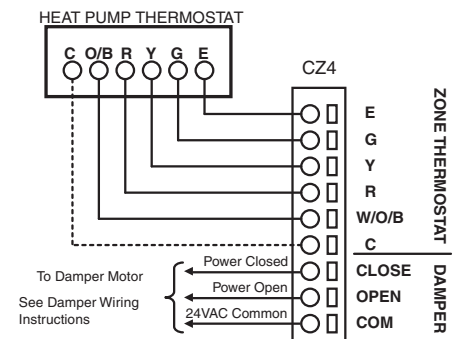 HEAT PUMP THERMOSTAT
C O/B R Y G E
CZ4
E
G
Y
R
W/O/B
C
ZONE THERMOSTAT
Power Closed
CLOSE
To Damper Motor
Power Open
OPEN
See Damper Wiring
Instructions
24VAC Common
COM
DAMPER